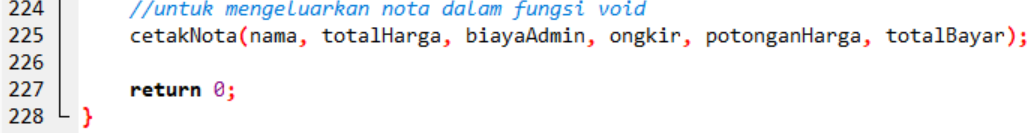 224 //untuk mengeluarkan nota dalam fungsi void
225 cetakNota(nama, totalHarga, biayaAdmin, ongkir, potonganHarga, totalBayar);
226
227 return 0;
228 }